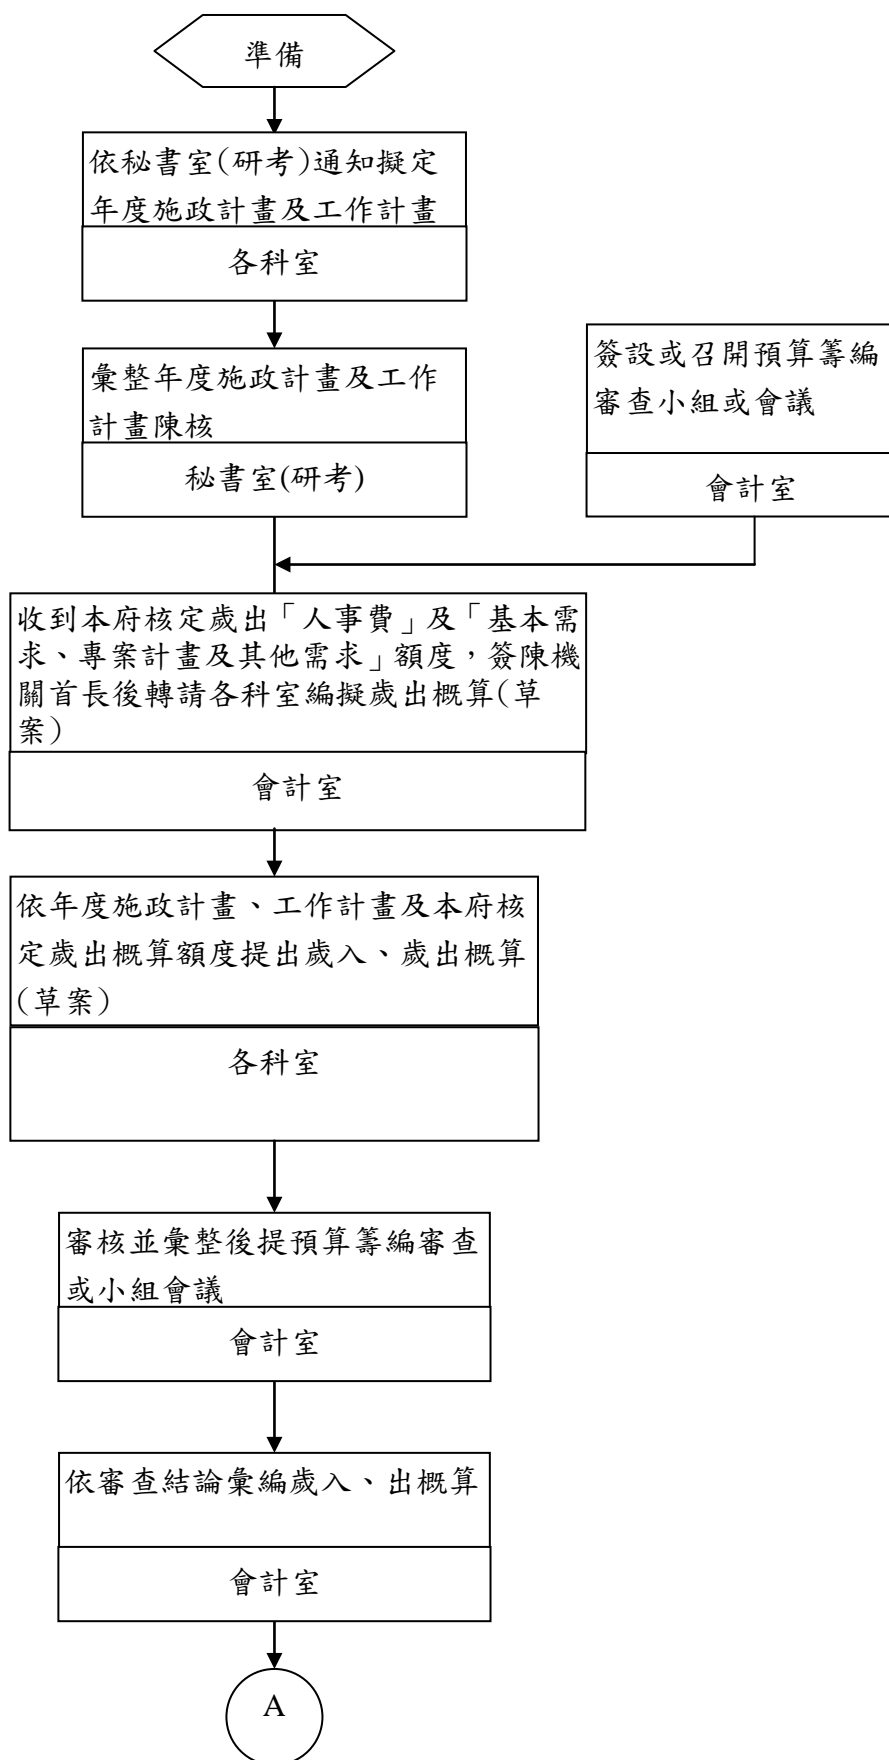 準備
依秘書室(研考)通知擬定
年度施政計畫及工作計畫
各科室
彙整年度施政計畫及工作
計畫陳核
秘書室(研考)
簽設或召開預算籌編
審查小組或會議
會計室
收到本府核定歲出「人事費」及「基本需
求、專案計畫及其他需求」額度，簽陳機
關首長後轉請各科室編擬歲出概算(草
案)
會計室
依年度施政計畫、工作計畫及本府核
定歲出概算額度提出歲入、歲出概算
(草案)
各科室
審核並彙整後提預算籌編審查
或小組會議
會計室
依審查結論彙編歲入、出概算
會計室
A